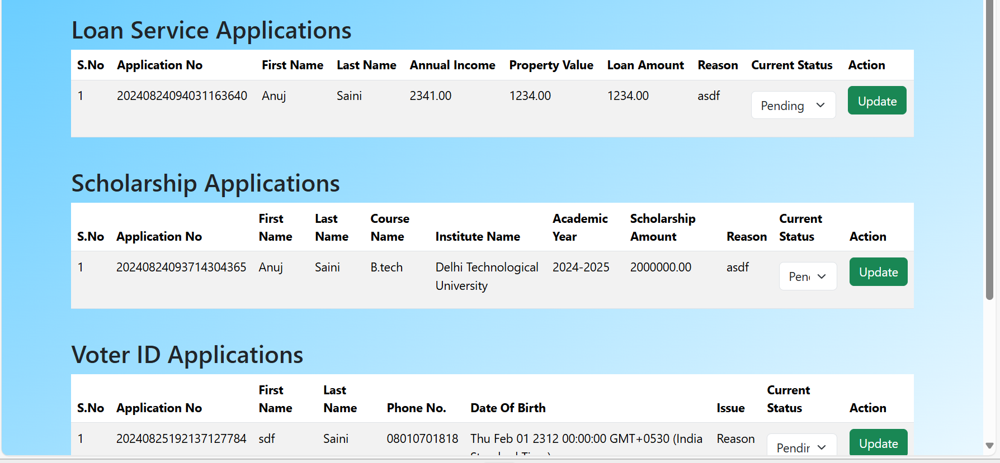 Loan Service Applications
S.No Application No First Name Last Name Annual Income Property Value Loan Amount Reason Current Status Action
1 20240824094031163640 Anuj Saini 2341.00 1234.00 1234.00 asdf Pending Update
Scholarship Applications
S.No Application No First Name Last Name Course Name Institute Name Academic Year Scholarship Amount Reason Current Status Action
1 20240824093714304365 Anuj Saini B.tech Delhi Technological University 2024-2025 2000000.00 asdf Pen Update
Voter ID Applications
S.No Application No First Name Last Name Phone No. Date Of Birth Issue Current Status Action
1 20240825192137127784 sdf Saini 08010701818 Thu Feb 01 2312 00:00:00 GMT+0530 (India Standard Time) Reason Pendin Update